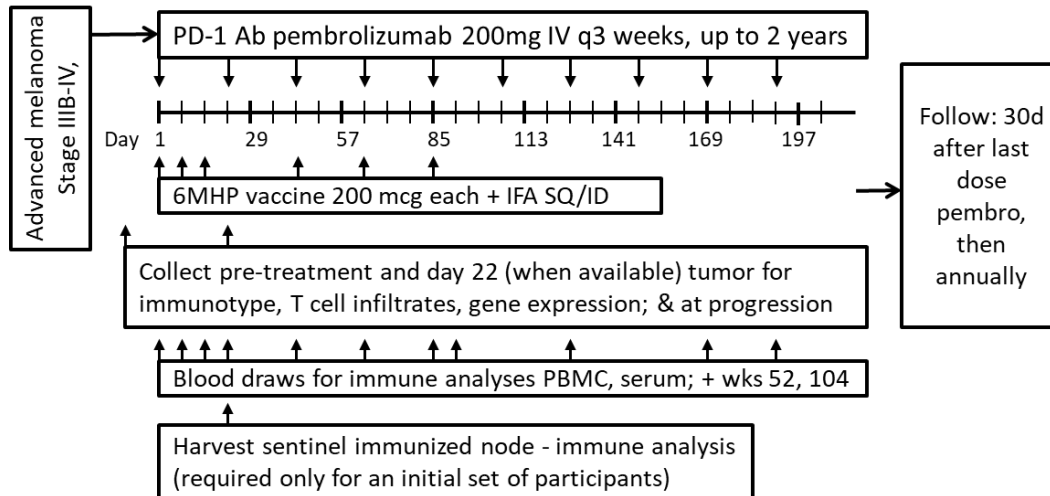 Advanced melanoma
Stage IIIB-IV,
PD-1 Ab pembrolizumab 200mg IV q3 weeks, up to 2 years
Day 1 29 57 85 113 141 169 197
6MHP vaccine 200 mcg each + IFA SQ/ID
Collect pre-treatment and day 22 (when available) tumor for
immunotype, T cell infiltrates, gene expression; & at progression
Blood draws for immune analyses PBMC, serum; + wks 52, 104
Harvest sentinel immunized node - immune analysis
(required only for an initial set of participants)
Follow: 30d
after last
dose
pembro,
then
annually